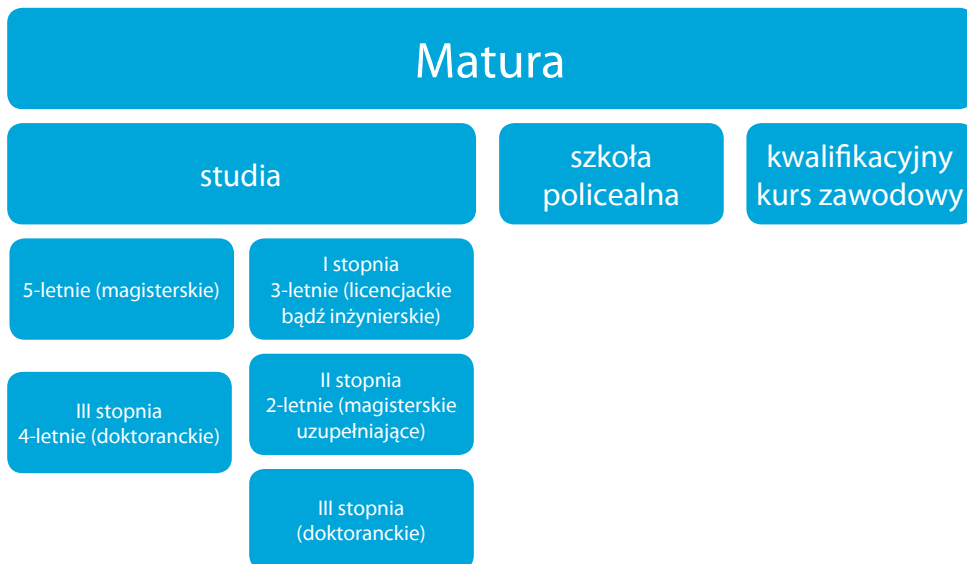 Matura
studia
szkoła
policealna
kwalifikacyjny
kurs zawodowy
5-letnie (magisterskie)
I stopnia
3-letnie (licencjackie
bądź inżynierskie)
III stopnia
4-letnie (doktoranckie)
II stopnia
2-letnie (magisterskie
uzupełniające)
III stopnia
(doktoranckie)